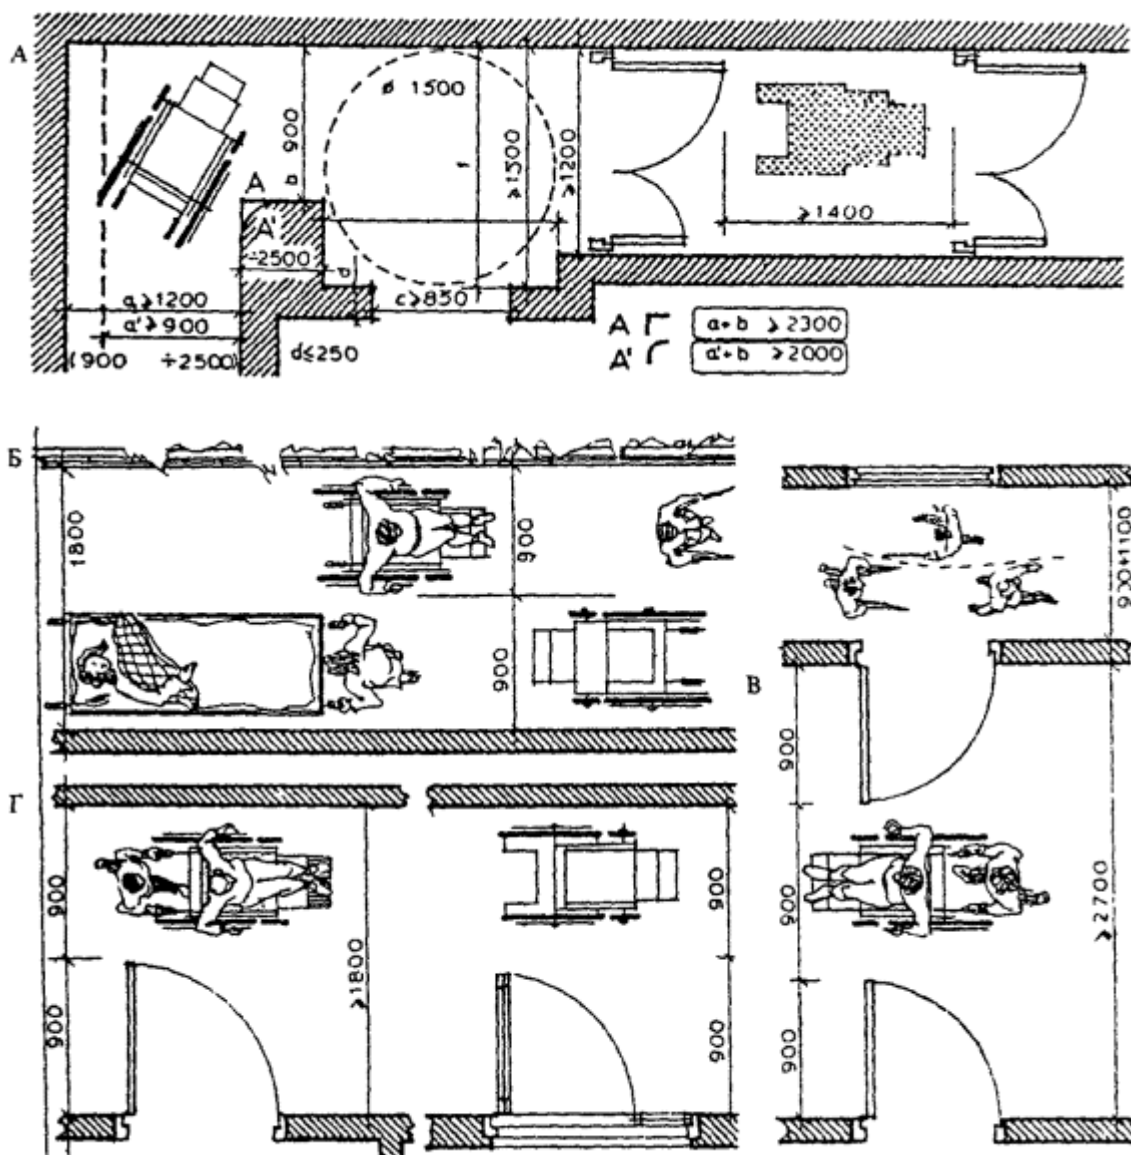 А
ø 1500
b 900
f
≥1500
≥1200
≥1400
A
A'
÷2500
d
a ≥1200
c ≥850
a' ≥900
(900 ÷2500)
d≤250
A a+b ≥2300
A' a'+b ≥2000
Б
1800
900
900
900÷1100
В
900
900
900
≥2700
Г
900
900
≥1800
900
900